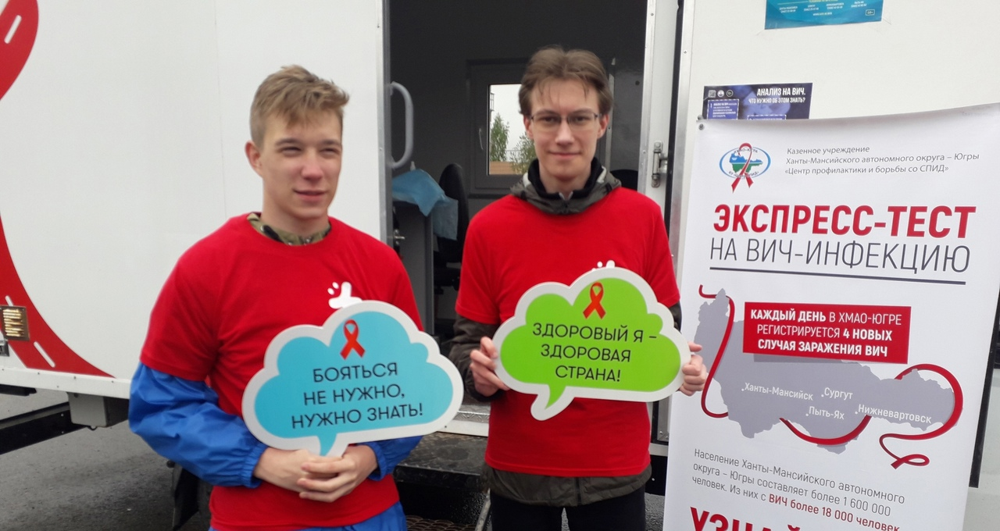 АНАЛИЗ НА ВИЧ.
ЧТО НУЖНО ОБ ЭТОМ ЗНАТЬ?
Казенное учреждение
Ханты-Мансийского автономного округа – Югры
«Центр профилактики и борьбы со СПИД»
ЭКСПРЕСС-ТЕСТ
НА ВИЧ-ИНФЕКЦИЮ
КАЖДЫЙ ДЕНЬ В ХМАО-ЮГРЕ
РЕГИСТРИРУЕТСЯ 4 НОВЫХ
СЛУЧАЯ ЗАРАЖЕНИЯ ВИЧ
Ханты-Мансийск
Сургут
Пыть-Ях
Нижневартовск
Население Ханты-Мансийского автономного
округа – Югры составляет более 1 600 000
человек. Из них с ВИЧ более 18 000 человек
БОЯТЬСЯ
НЕ НУЖНО,
НУЖНО ЗНАТЬ!
ЗДОРОВЫЙ Я –
ЗДОРОВАЯ
СТРАНА!